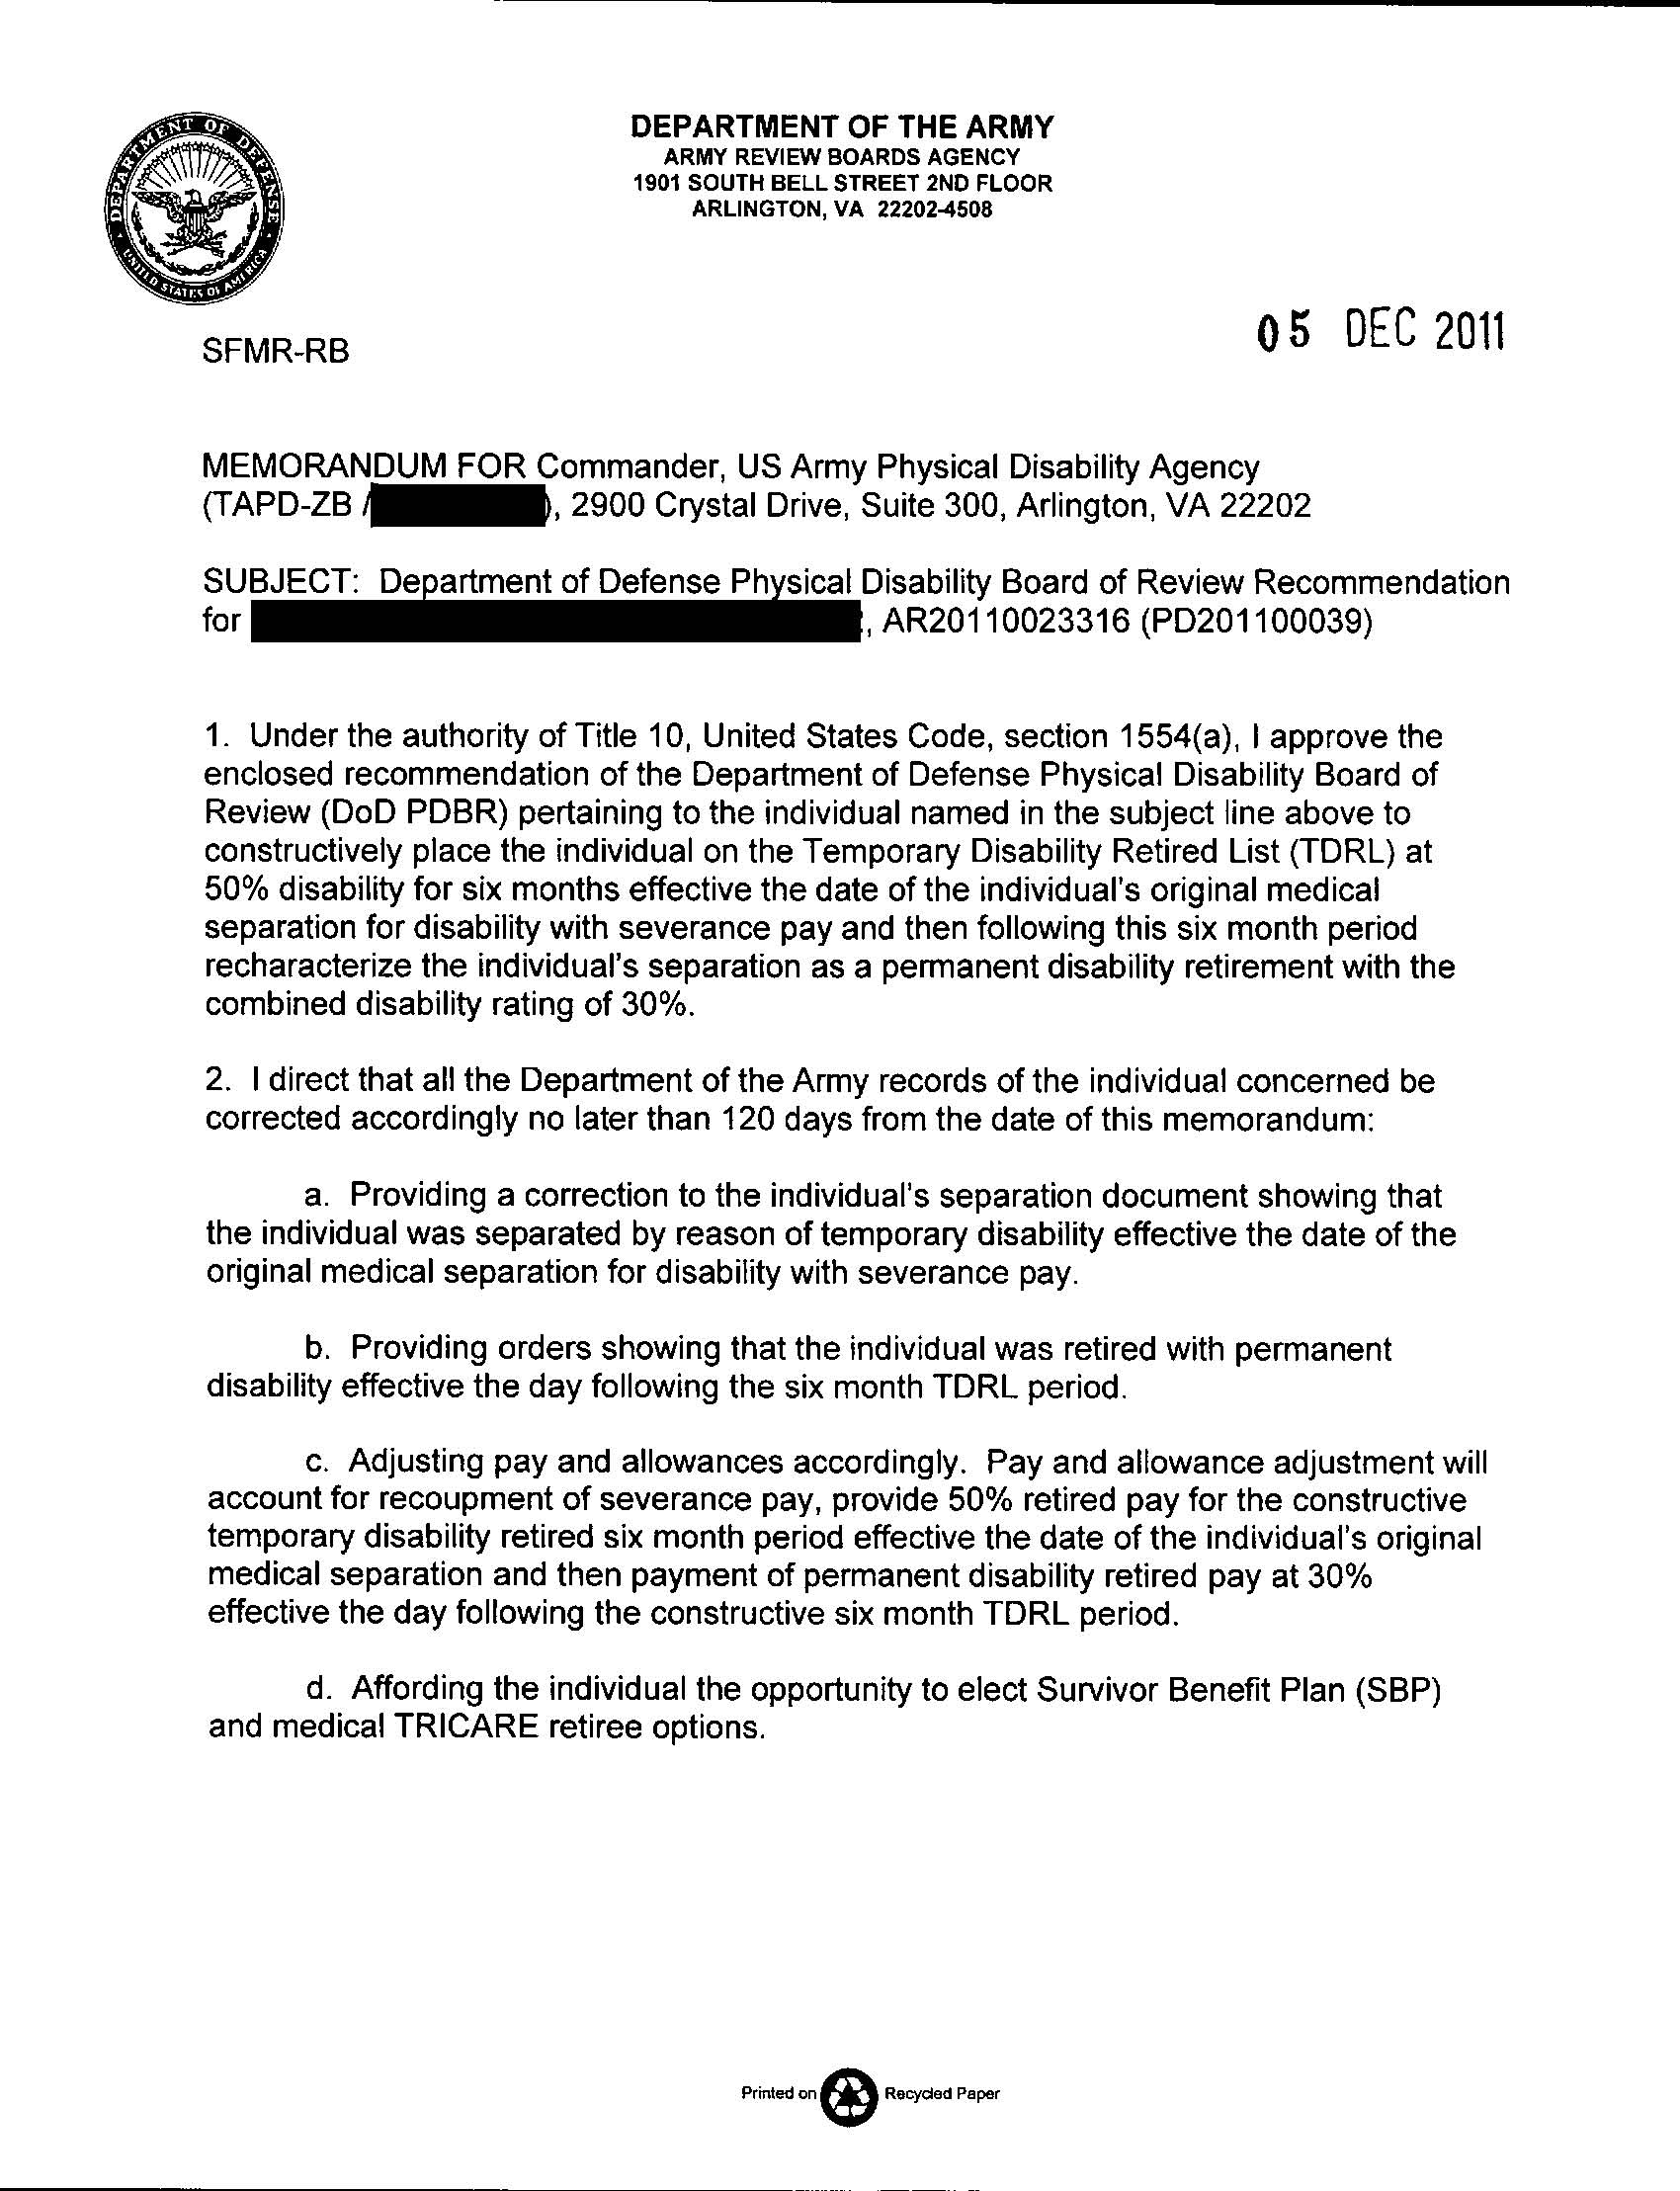 DEPARTMENT OF DEFENSE
UNITED STATES OF AMERICA
DEPARTMENT OF THE ARMY
ARMY REVIEW BOARDS AGENCY
1901 SOUTH BELL STREET 2ND FLOOR
ARLINGTON, VA 22202-4508
05 DEC 2011
SFMR-RB
MEMORANDUM FOR Commander, US Army Physical Disability Agency
(TAPD-ZB / ), 2900 Crystal Drive, Suite 300, Arlington, VA 22202
SUBJECT: Department of Defense Physical Disability Board of Review Recommendation
for , AR20110023316 (PD201100039)
1. Under the authority of Title 10, United States Code, section 1554(a), I approve the
enclosed recommendation of the Department of Defense Physical Disability Board of
Review (DoD PDBR) pertaining to the individual named in the subject line above to
constructively place the individual on the Temporary Disability Retired List (TDRL) at
50% disability for six months effective the date of the individual's original medical
separation for disability with severance pay and then following this six month period
recharacterize the individual's separation as a permanent disability retirement with the
combined disability rating of 30%.
2. I direct that all the Department of the Army records of the individual concerned be
corrected accordingly no later than 120 days from the date of this memorandum:
a. Providing a correction to the individual's separation document showing that
the individual was separated by reason of temporary disability effective the date of the
original medical separation for disability with severance pay.
b. Providing orders showing that the individual was retired with permanent
disability effective the day following the six month TDRL period.
c. Adjusting pay and allowances accordingly. Pay and allowance adjustment will
account for recoupment of severance pay, provide 50% retired pay for the constructive
temporary disability retired six month period effective the date of the individual's original
medical separation and then payment of permanent disability retired pay at 30%
effective the day following the constructive six month TDRL period.
d. Affording the individual the opportunity to elect Survivor Benefit Plan (SBP)
and medical TRICARE retiree options.
Printed on Recycled Paper